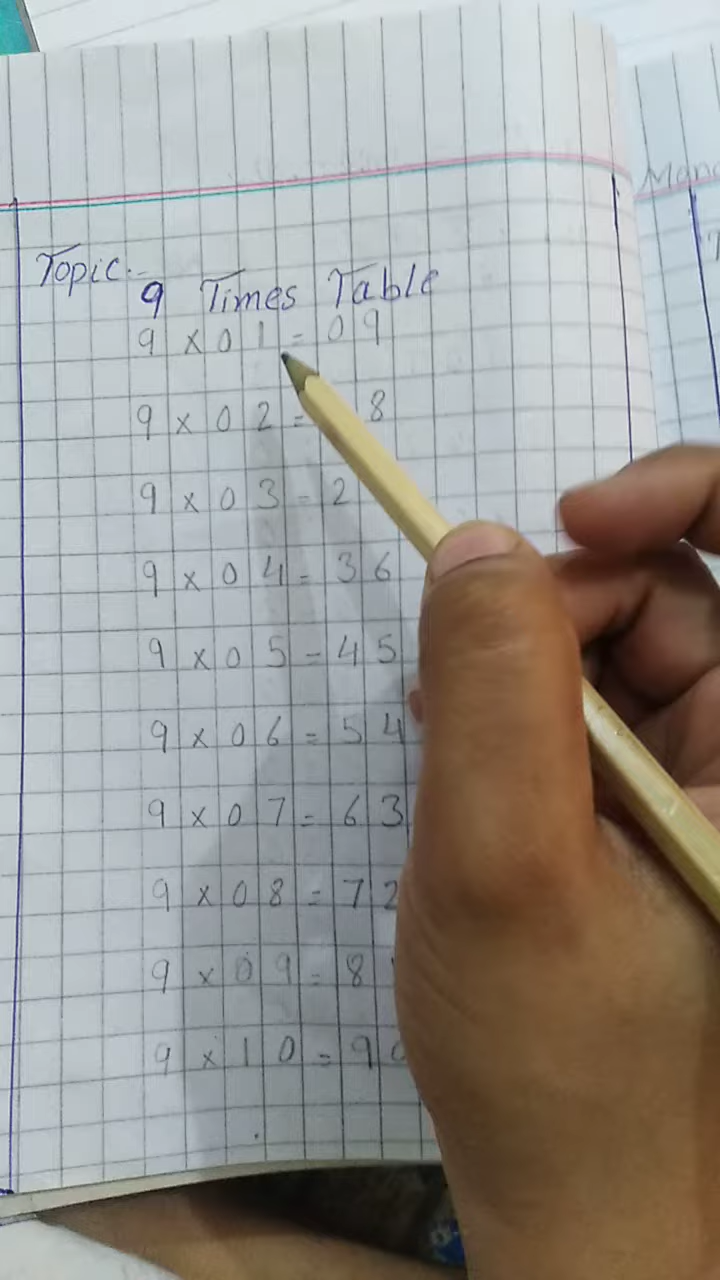 Topic:-
9 Times Table
9 x 01 = 09
9 x 02 = 8
9 x 03 = 2
9 x 04 = 36
9 x 05 = 45
9 x 06 = 54
9 x 07 = 63
9 x 08 = 72
9 x 09 = 8
9 x 10 = 90